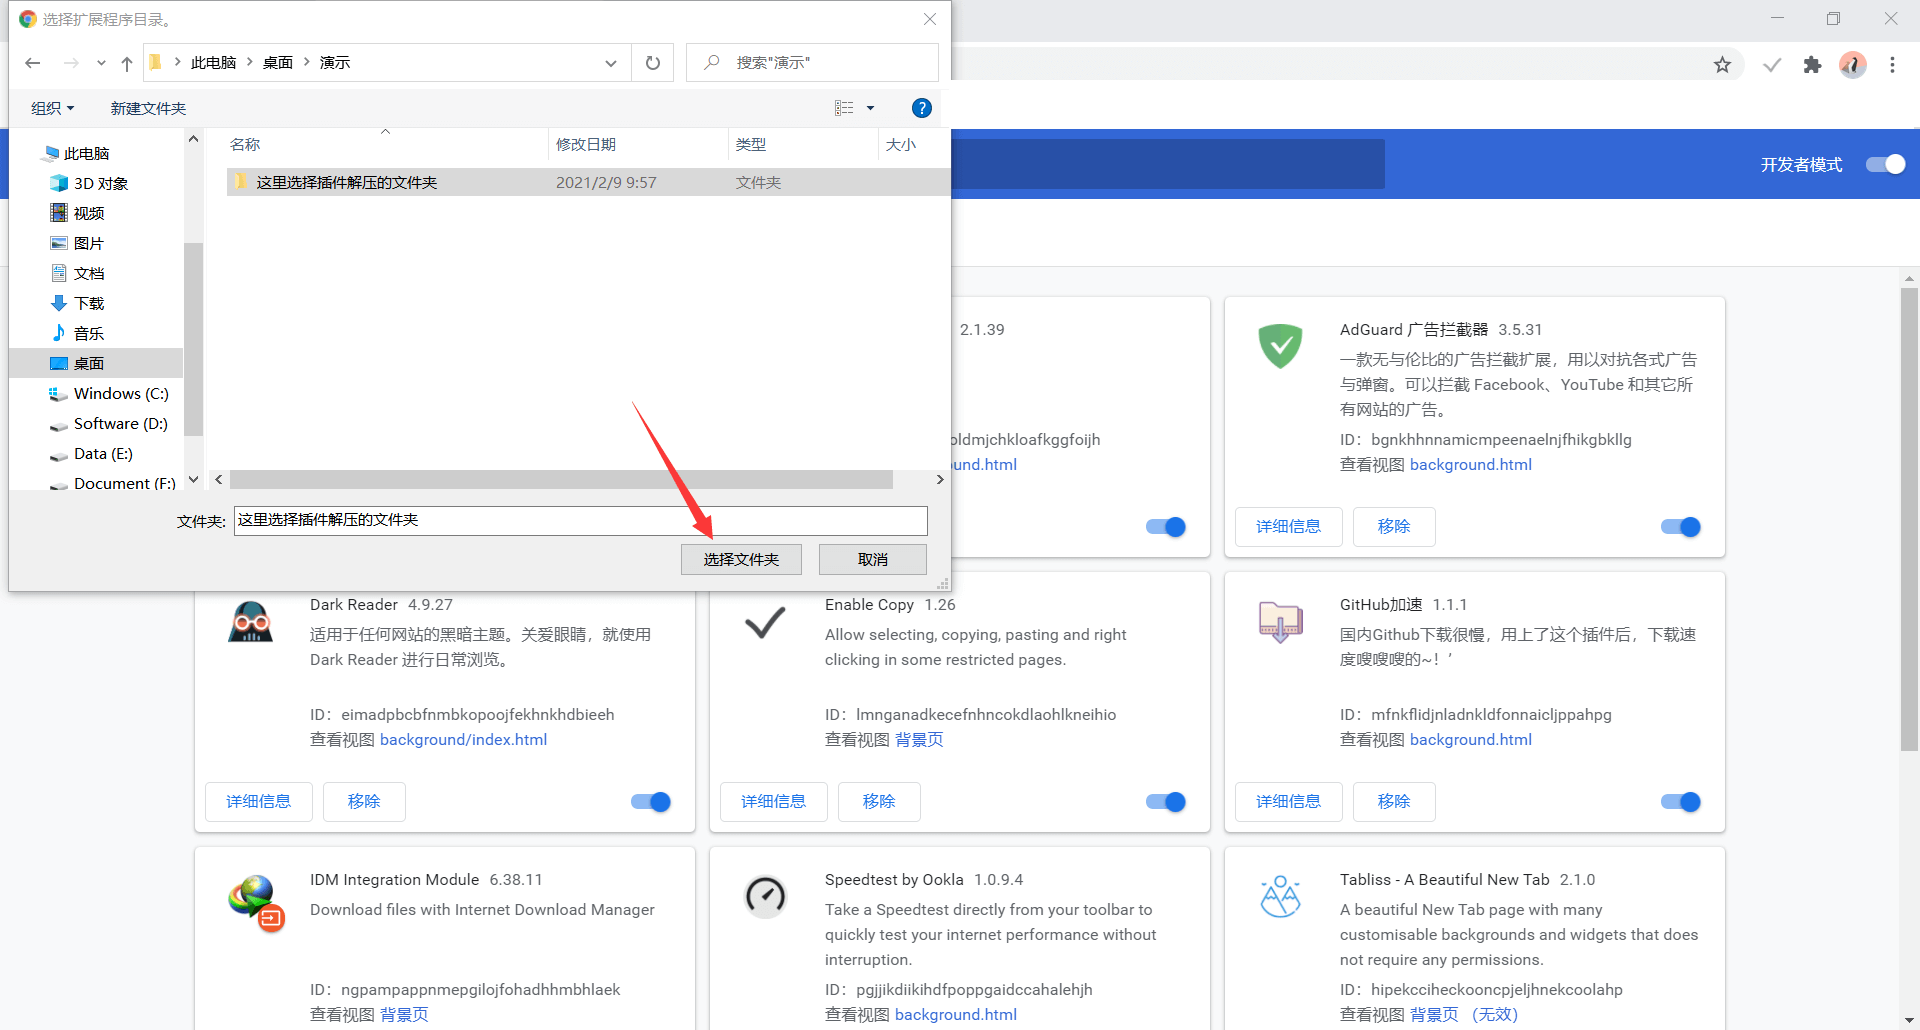 选择扩展程序目录。
此电脑 桌面 演示
搜索"演示"
组织
新建文件夹
名称
修改日期
类型
大小
此电脑
3D 对象
视频
图片
文档
下载
音乐
桌面
Windows (C:)
Software (D:)
Data (E:)
Document (F:)
这里选择插件解压的文件夹
2021/2/9 9:57
文件夹
文件夹:
这里选择插件解压的文件夹
选择文件夹
取消
开发者模式
2.1.39
oldmjchkloafkggfoijh
und.html
AdGuard 广告拦截器 3.5.31
一款无与伦比的广告拦截扩展，用以对抗各式广告
与弹窗。可以拦截 Facebook、YouTube 和其它所
有网站的广告。
ID：bgnkhhnnamicmpeenaelnjfhikgbkllg
查看视图 background.html
详细信息
移除
Dark Reader 4.9.27
适用于任何网站的黑暗主题。关爱眼睛，就使用
Dark Reader 进行日常浏览。
ID：eimadpbcbfnmbkopoojfekhnkhdbieeh
查看视图 background/index.html
详细信息
移除
Enable Copy 1.26
Allow selecting, copying, pasting and right
clicking in some restricted pages.
ID：lmnganadkecefnhncokdlaohlkneihio
查看视图 背景页
详细信息
移除
GitHub加速 1.1.1
国内Github下载很慢，用上了这个插件后，下载速
度嗖嗖嗖的~！’
ID：mfnkflidjnladnkldfonnaicljppahpg
查看视图 background.html
详细信息
移除
IDM Integration Module 6.38.11
Download files with Internet Download Manager
ID：ngpampappnmepgilojfohadhhmbhlaek
查看视图 背景页
Speedtest by Ookla 1.0.9.4
Take a Speedtest directly from your toolbar to
quickly test your internet performance without
interruption.
ID：pgjjikdiikihdfpoppgaidccahalehjh
查看视图 background.html
Tabliss - A Beautiful New Tab 2.1.0
A beautiful New Tab page with many
customisable backgrounds and widgets that does
not require any permissions.
ID：hipekcciheckooncpjeljhnekcoolahp
查看视图 背景页 （无效）